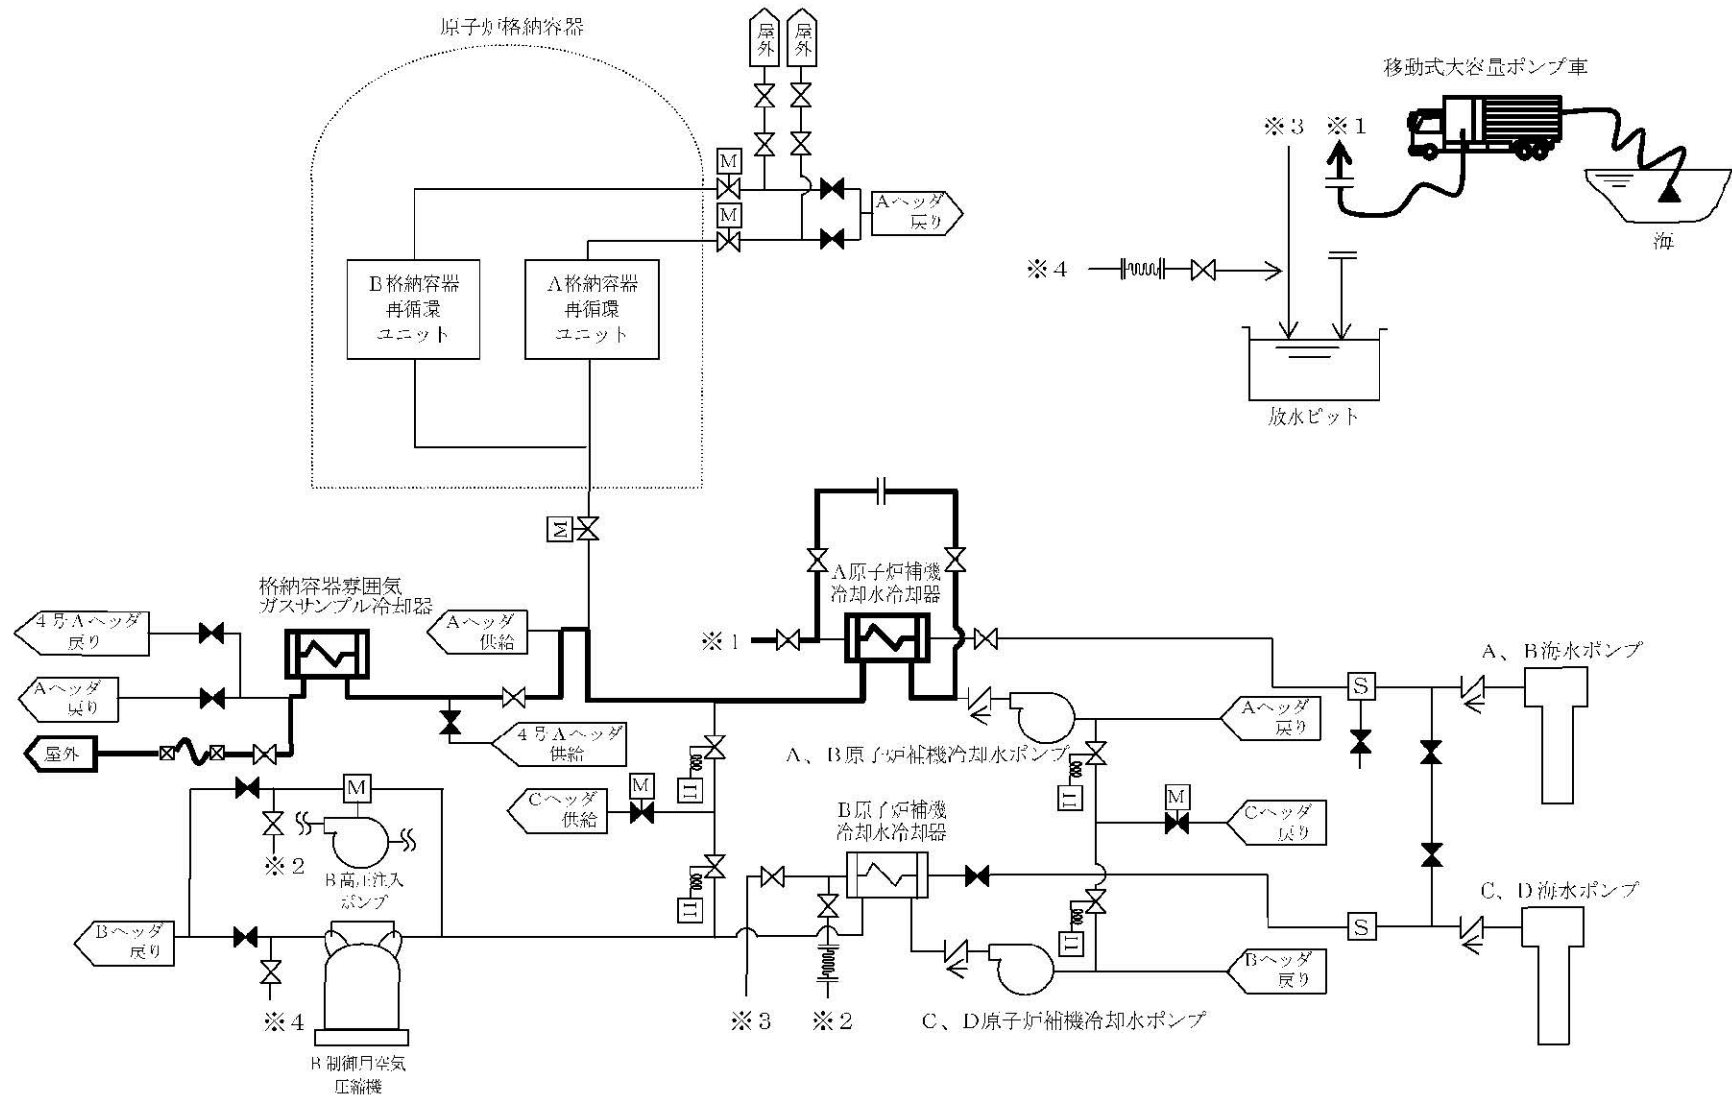 原子炉格納容器
屋外
屋外
移動式大容量ポンプ車
※3
※1
M
M
Aヘッダ
戻り
海
※4
B格納容器
再循環
ユニット
A格納容器
再循環
ユニット
放水ピット
M
格納容器雰囲気
ガスサンプル冷却器
A原子炉補機
冷却水冷却器
4号Aヘッダ
戻り
Aヘッダ
供給
※1
A、B海水ポンプ
Aヘッダ
戻り
S
Aヘッダ
戻り
4号Aヘッダ
供給
屋外
A、B原子炉補機冷却水ポンプ
M
M
M
Cヘッダ
供給
B原子炉補機
冷却水冷却器
Cヘッダ
戻り
※2
B高圧注入
ポンプ
C、D海水ポンプ
Bヘッダ
戻り
S
Bヘッダ
戻り
※4
※3
※2
C、D原子炉補機冷却水ポンプ
B制御用空気
圧縮機